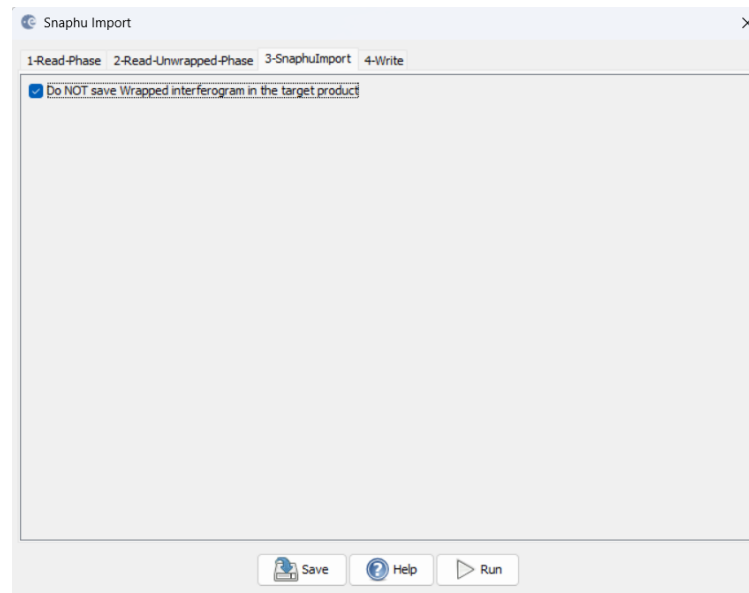 Snaphu Import
1-Read-Phase 2-Read-Unwrapped-Phase 3-SnaphuImport 4-Write
Do NOT save Wrapped interferogram in the target product
Save Help Run